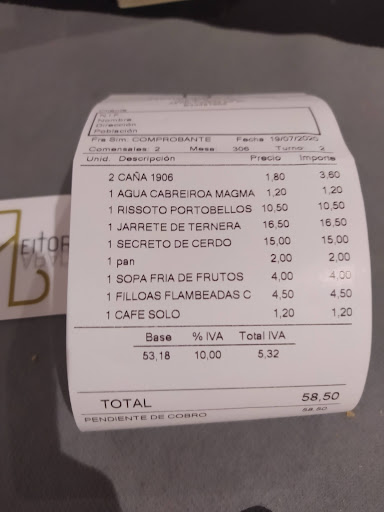 N.I.F.
Nombre
Dirección
Población
Fra Sim. COMPROBANTE Fecha 19/07/2020
Comensales: 2 Mesa: 306 Turno: 2
Unid. Descripción Precio Importe
2 CAÑA 1906 1,80 3,60
1 AGUA CABREIROA MAGMA 1,20 1,20
1 RISSOTO PORTOBELLOS 10,50 10,50
1 JARRETE DE TERNERA 16,50 16,50
1 SECRETO DE CERDO 15,00 15,00
1 pan 2,00 2,00
1 SOPA FRIA DE FRUTOS 4,00 4,00
1 FILLOAS FLAMBEADAS C 4,50 4,50
1 CAFE SOLO 1,20 1,20
Base % IVA Total IVA
53,18 10,00 5,32
TOTAL 58,50
PENDIENTE DE COBRO 58,50
EITOR